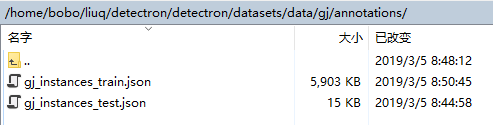 /home/bobo/liuq/detectron/detectron/datasets/data/gj/annotations/
名字 大小 已改变
.. 2019/3/5 8:48:12
gj_instances_train.json 5,903 KB 2019/3/5 8:50:45
gj_instances_test.json 15 KB 2019/3/5 8:44:58